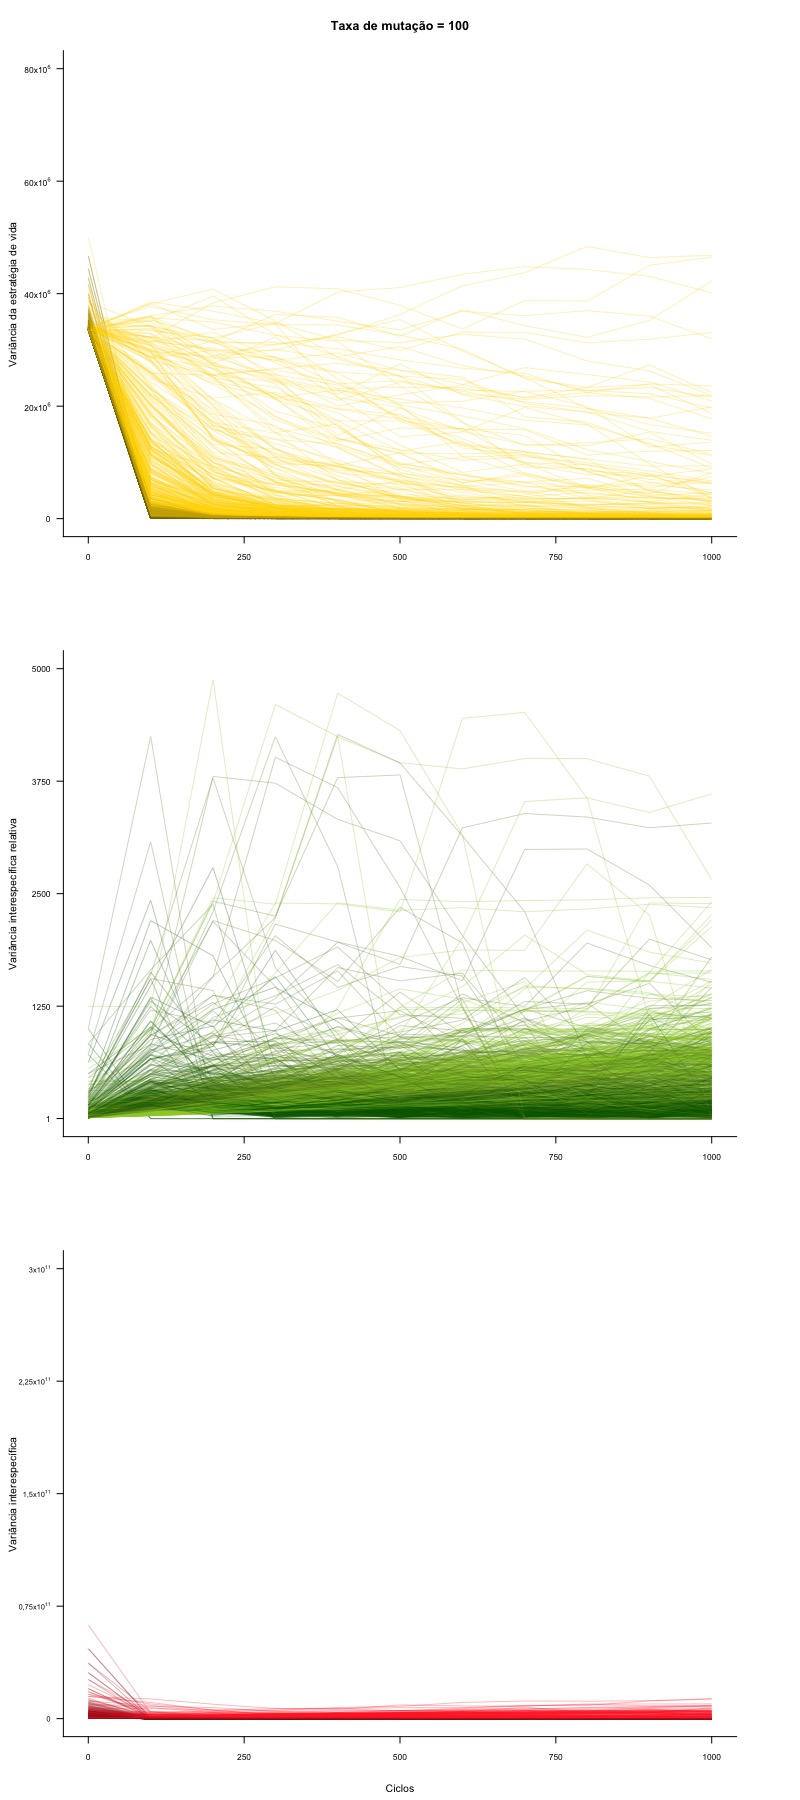 Taxa de mutação = 100
Variância da estratégia de vida
80x10⁶
60x10⁶
40x10⁶
20x10⁶
0
0 250 500 750 1000
Variância interespecífica relativa
5000
3750
2500
1250
1
0 250 500 750 1000
Variância interespecífica
3x10¹¹
2,25x10¹¹
1,5x10¹¹
0,75x10¹¹
0
0 250 500 750 1000
Ciclos